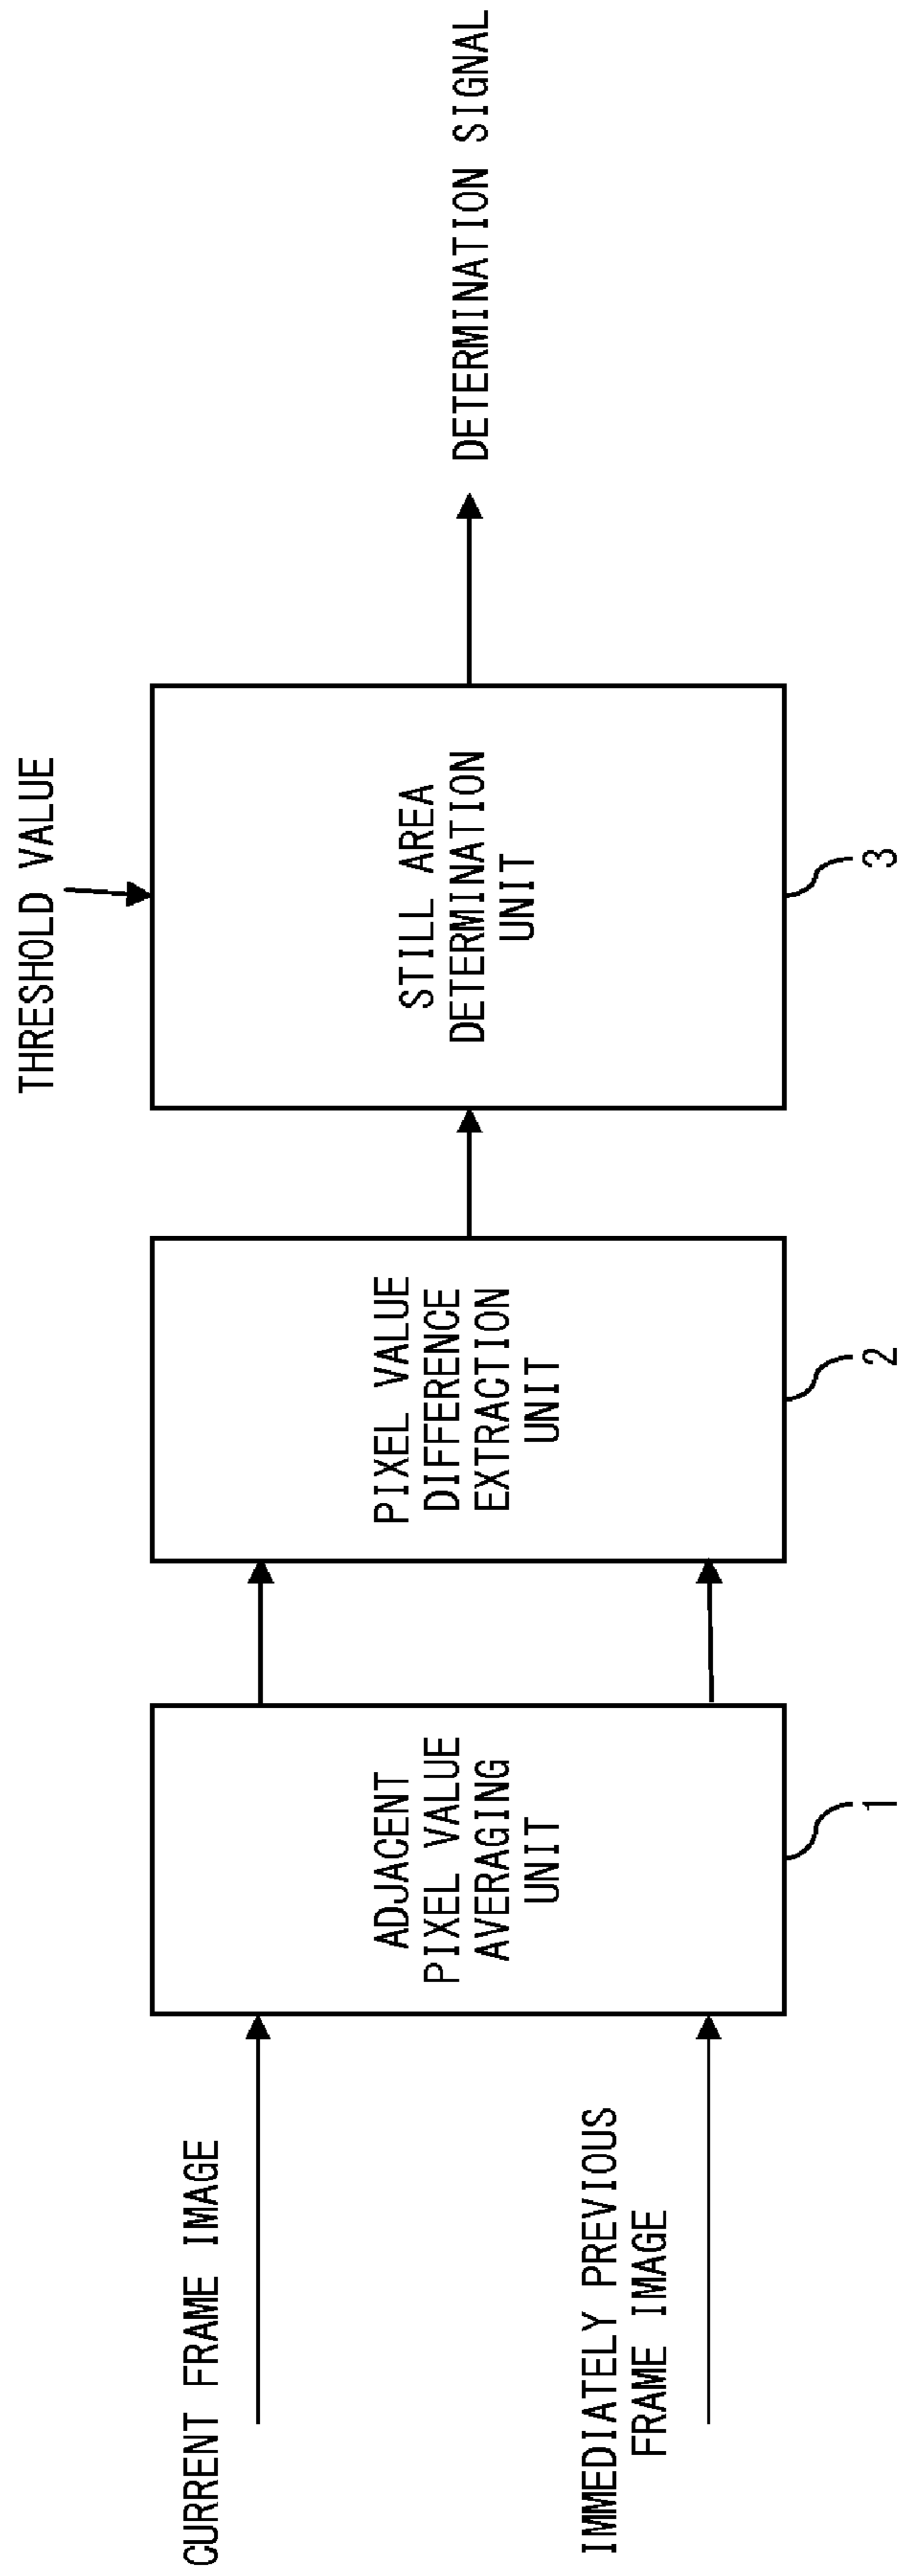 CURRENT FRAME IMAGE
IMMEDIATELY PREVIOUS
FRAME IMAGE
ADJACENT
PIXEL VALUE
AVERAGING
UNIT
1
PIXEL VALUE
DIFFERENCE
EXTRACTION
UNIT
2
THRESHOLD VALUE
STILL AREA
DETERMINATION
UNIT
3
DETERMINATION SIGNAL